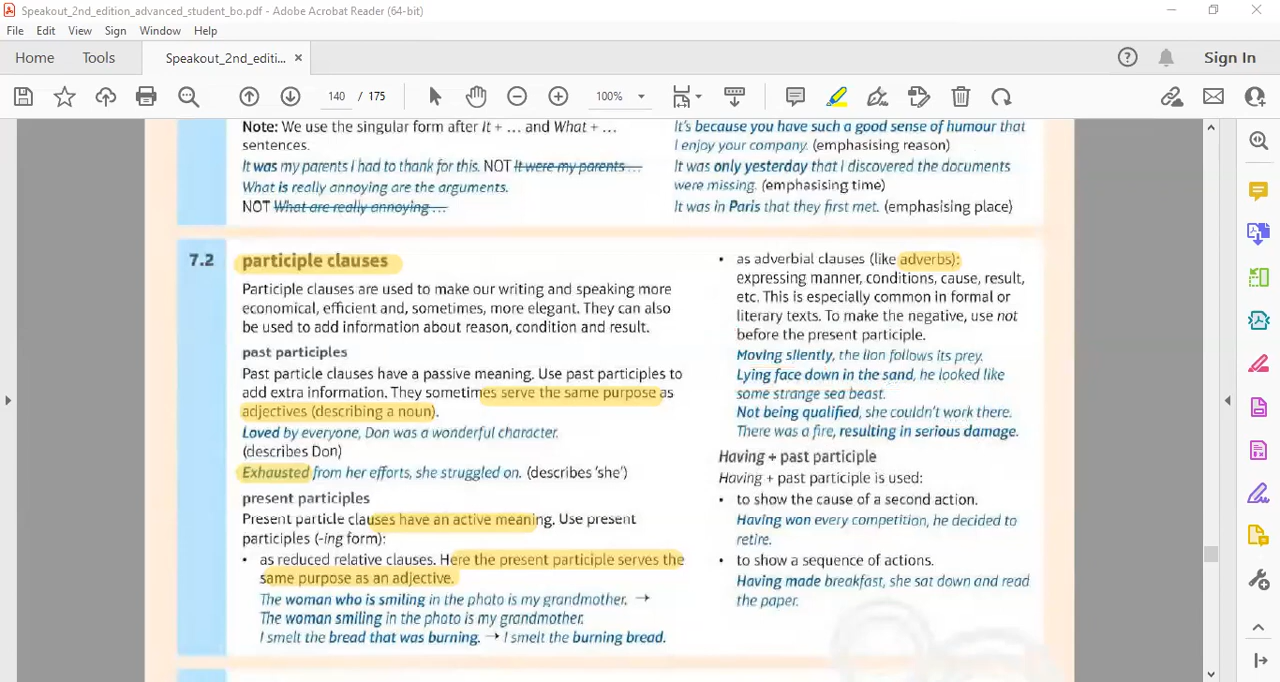 Speakout_2nd_edition_advanced_student_bo.pdf - Adobe Acrobat Reader (64-bit)
File Edit View Sign Window Help
Home Tools Speakout_2nd_editi... × Sign In
140 / 175 100%
Note: We use the singular form after It + … and What + …
sentences.
It was my parents I had to thank for this. NOT It were my parents …
What is really annoying are the arguments.
NOT What are really annoying …
It's because you have such a good sense of humour that
I enjoy your company. (emphasising reason)
It was only yesterday that I discovered the documents
were missing. (emphasising time)
It was in Paris that they first met. (emphasising place)
7.2 participle clauses
Participle clauses are used to make our writing and speaking more
economical, efficient and, sometimes, more elegant. They can also
be used to add information about reason, condition and result.
past participles
Past particle clauses have a passive meaning. Use past participles to
add extra information. They sometimes serve the same purpose as
adjectives (describing a noun).
Loved by everyone, Don was a wonderful character.
(describes Don)
Exhausted from her efforts, she struggled on. (describes 'she')
present participles
Present particle clauses have an active meaning. Use present
participles (-ing form):
• as reduced relative clauses. Here the present participle serves the
same purpose as an adjective.
The woman who is smiling in the photo is my grandmother. →
The woman smiling in the photo is my grandmother.
I smelt the bread that was burning. → I smelt the burning bread.
• as adverbial clauses (like adverbs):
expressing manner, conditions, cause, result,
etc. This is especially common in formal or
literary texts. To make the negative, use not
before the present participle.
Moving silently, the lion follows its prey.
Lying face down in the sand, he looked like
some strange sea beast.
Not being qualified, she couldn't work there.
There was a fire, resulting in serious damage.
Having + past participle
Having + past participle is used:
• to show the cause of a second action.
Having won every competition, he decided to
retire.
• to show a sequence of actions.
Having made breakfast, she sat down and read
the paper.